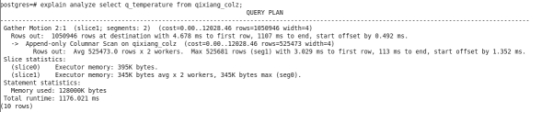 postgres=# explain analyze select q_temperature from qixiang_colz;
QUERY PLAN
Gather Motion 2:1 (slice1; segments: 2) (cost=0.00..12028.46 rows=1050946 width=4)
Rows out: 1050946 rows at destination with 4.678 ms to first row, 1107 ms to end, start offset by 0.492 ms.
-> Append-only Columnar Scan on qixiang_colz (cost=0.00..12028.46 rows=525473 width=4)
Rows out: Avg 525473.0 rows x 2 workers. Max 525601 rows (seg1) with 3.029 ms to first row, 113 ms to end, start offset by 1.352 ms.
Slice statistics:
(slice0) Executor memory: 395K bytes.
(slice1) Executor memory: 345K bytes avg x 2 workers, 345K bytes max (seg0).
Statement statistics:
Memory used: 128000K bytes
Total runtime: 1176.021 ms
(10 rows)